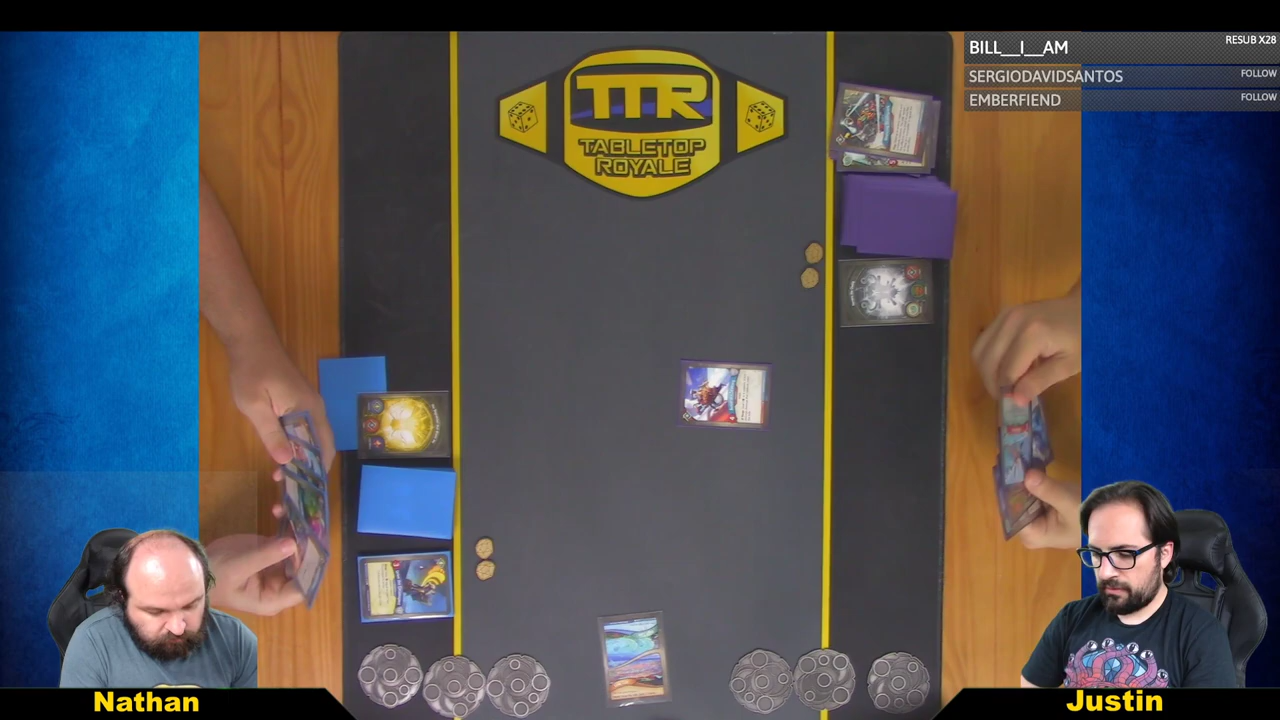 BILL__I__AM
RESUB X28
SERGIODAVIDSANTOS
FOLLOW
EMBERFIEND
FOLLOW
TTR
TABLETOP
ROYALE
Nathan
Justin